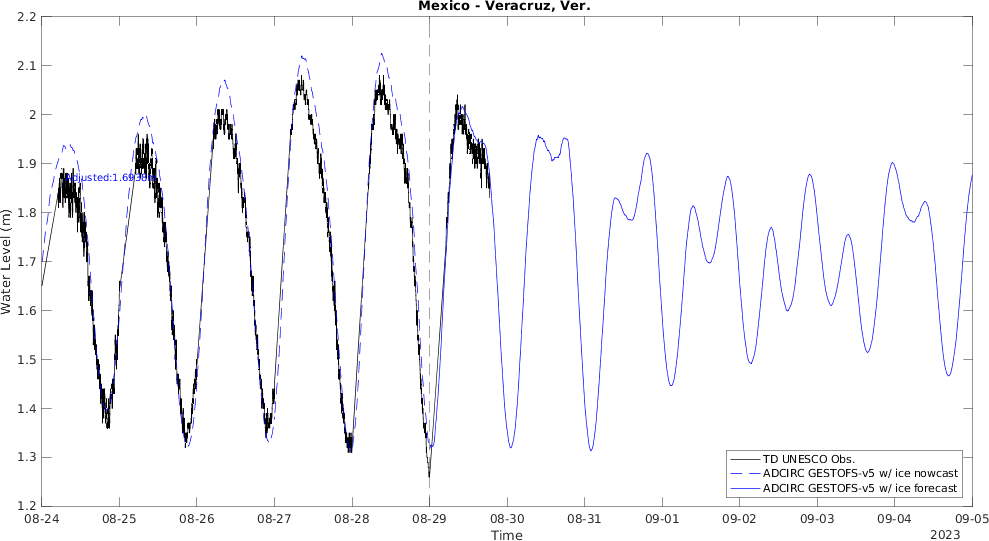 Mexico - Veracruz, Ver.
2.2
2.1
2
1.9
1.8
1.7
1.6
1.5
1.4
1.3
1.2
Water Level (m)
08-24 08-25 08-26 08-27 08-28 08-29 08-30 08-31 09-01 09-02 09-03 09-04 09-05
Time
2023
TD UNESCO Obs.
ADCIRC GESTOFS-v5 w/ ice nowcast
ADCIRC GESTOFS-v5 w/ ice forecast